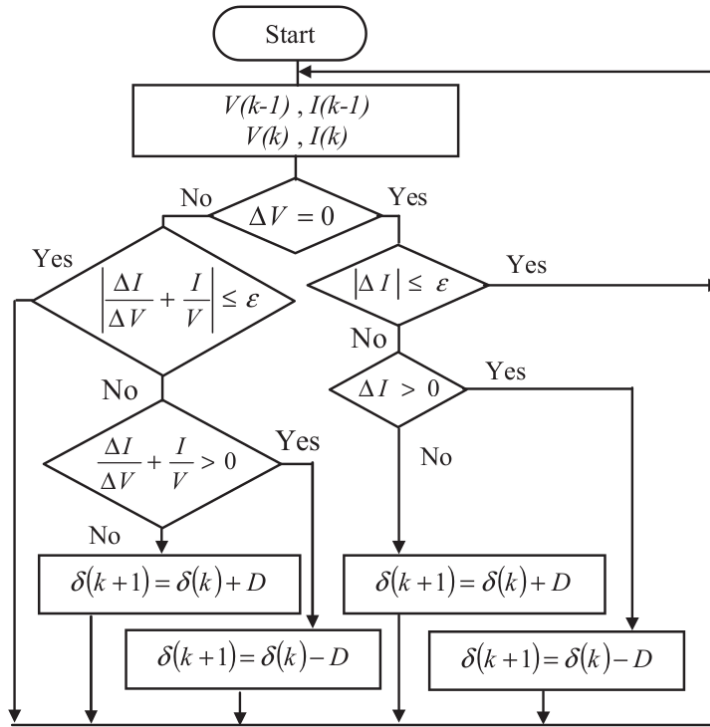 Start
V(k-1) , I(k-1)
V(k) , I(k)
No
Yes
ΔV = 0
Yes
|ΔI/ΔV + I/V| ≤ ε
|ΔI| ≤ ε
Yes
No
No
ΔI > 0
Yes
ΔI/ΔV + I/V > 0
Yes
No
No
δ(k+1) = δ(k) + D
δ(k+1) = δ(k) + D
δ(k+1) = δ(k) − D
δ(k+1) = δ(k) − D